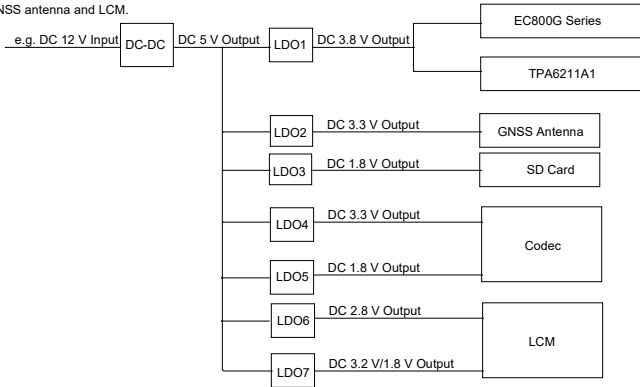 NSS antenna and LCM.
EC800G Series
e.g. DC 12 V Input
DC-DC
DC 5 V Output
LDO1
DC 3.8 V Output
TPA6211A1
LDO2
DC 3.3 V Output
GNSS Antenna
LDO3
DC 1.8 V Output
SD Card
LDO4
DC 3.3 V Output
Codec
LDO5
DC 1.8 V Output
LDO6
DC 2.8 V Output
LCM
LDO7
DC 3.2 V/1.8 V Output